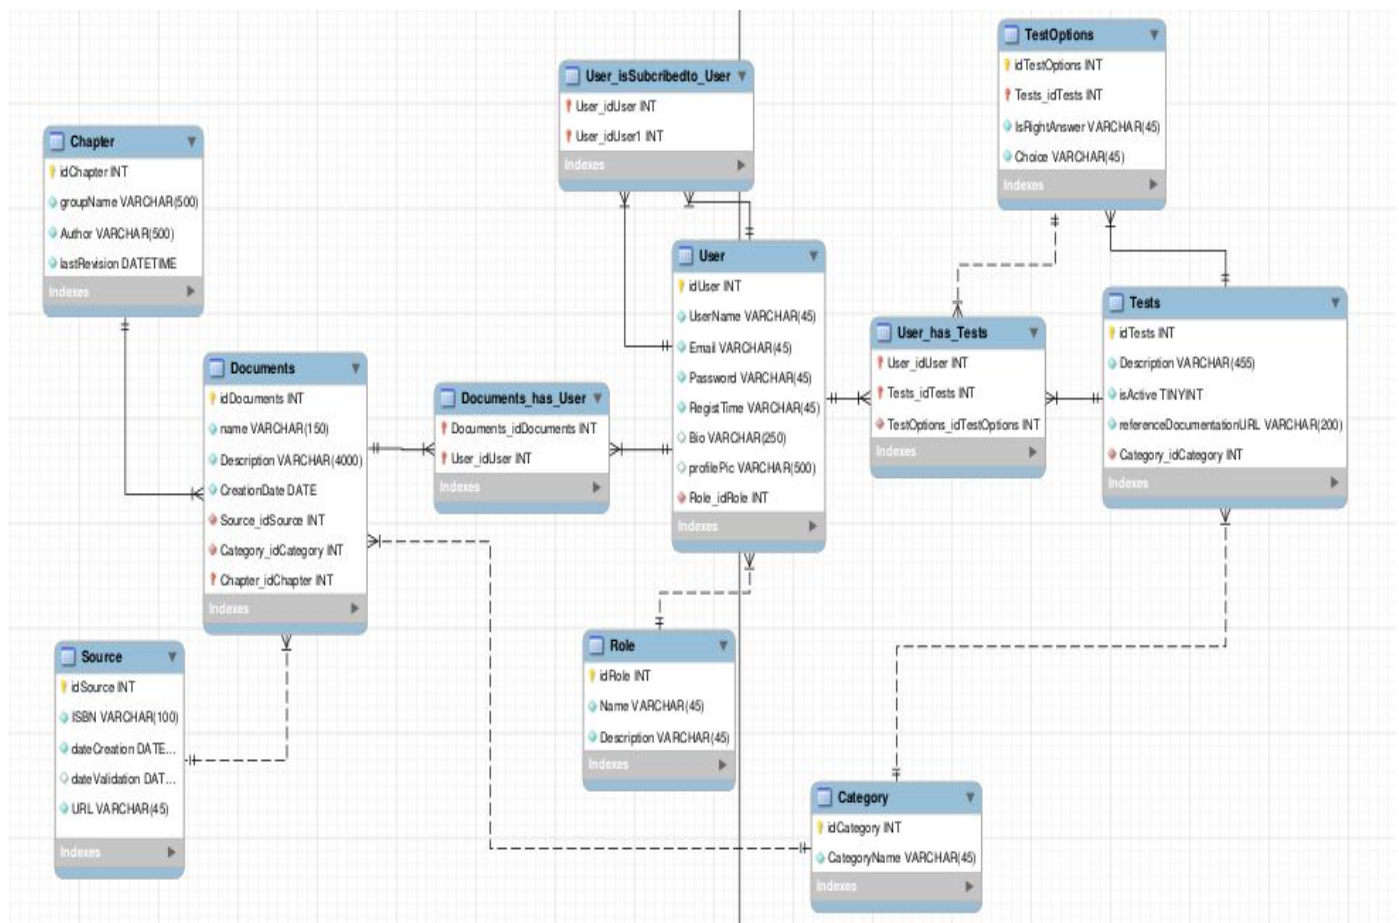 TestOptions
idTestOptions INT
Tests_idTests INT
IsRightAnswer VARCHAR(45)
Choice VARCHAR(45)
Indexes
User_isSubcribedto_User
User_idUser INT
User_idUser1 INT
Indexes
Chapter
idChapter INT
groupName VARCHAR(500)
Author VARCHAR(500)
lastRevision DATETIME
Indexes
User
idUser INT
UserName VARCHAR(45)
Email VARCHAR(45)
Password VARCHAR(45)
RegistTime VARCHAR(45)
Bio VARCHAR(250)
profilePic VARCHAR(500)
Role_idRole INT
Indexes
User_has_Tests
User_idUser INT
Tests_idTests INT
TestOptions_idTestOptions INT
Indexes
Tests
idTests INT
Description VARCHAR(455)
isActive TINYINT
referenceDocumentationURL VARCHAR(200)
Category_idCategory INT
Indexes
Documents
idDocuments INT
name VARCHAR(150)
Description VARCHAR(4000)
CreationDate DATE
Source_idSource INT
Category_idCategory INT
Chapter_idChapter INT
Indexes
Documents_has_User
Documents_idDocuments INT
User_idUser INT
Indexes
Source
idSource INT
ISBN VARCHAR(100)
dateCreation DATE...
dateValidation DAT...
URL VARCHAR(45)
Indexes
Role
idRole INT
Name VARCHAR(45)
Description VARCHAR(45)
Indexes
Category
idCategory INT
CategoryName VARCHAR(45)
Indexes